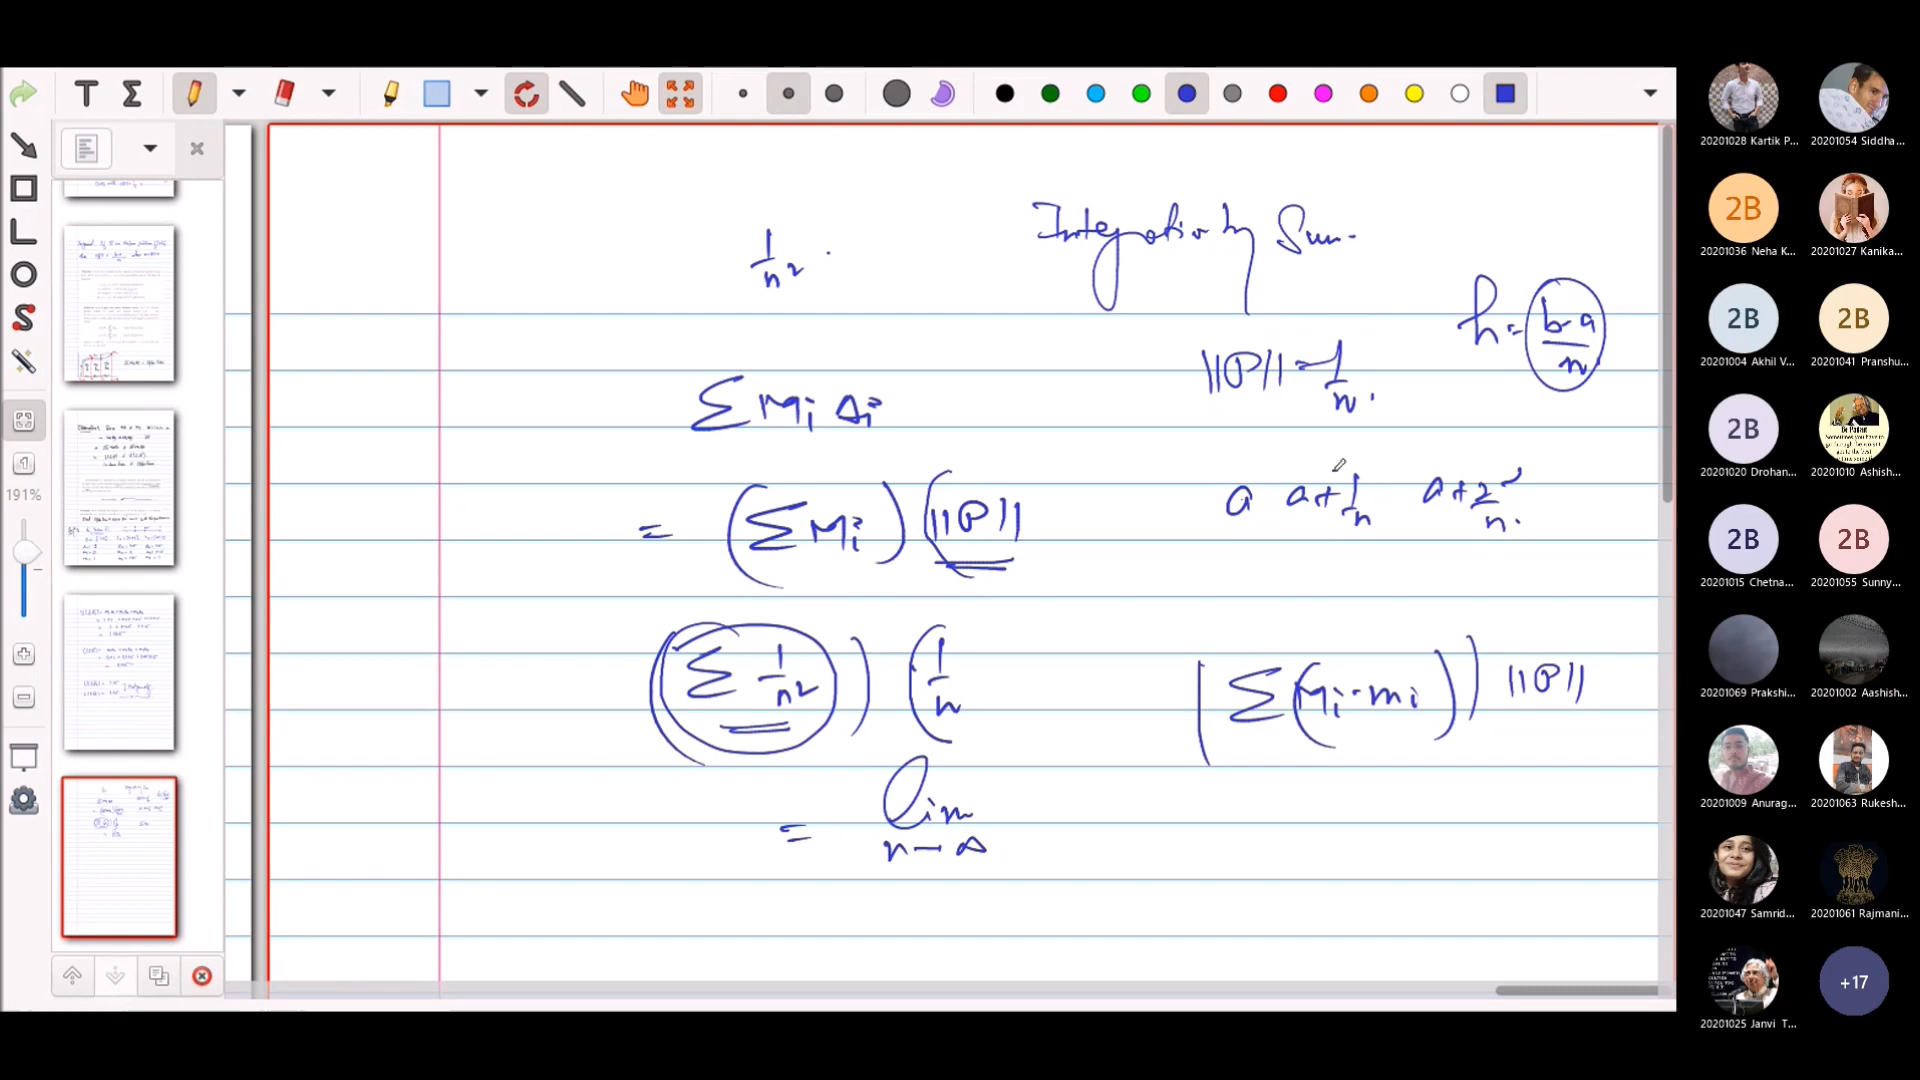 T Σ
Integration by Sum.
1/n² .
h = b-a/n
||P|| = 1/n .
Σ Mi Δi
= (Σ Mi) (||P||
a a+1/n a+2/n .
(Σ 1/n²) (1/n
(Σ(Mi-mi)) ||P||
= lim n→∞
191%
20201028 Kartik P...
20201054 Siddha...
2B
20201036 Neha K...
20201027 Kanika...
2B
2B
20201004 Akhil V...
20201041 Pranshu...
2B
20201020 Drohan...
20201010 Ashish...
2B
2B
20201015 Chetna...
20201055 Sunny...
20201069 Prakshi...
20201002 Aashish...
20201009 Anurag...
20201063 Rukesh...
20201047 Samrid...
20201061 Rajmani...
20201025 Janvi T...
+17